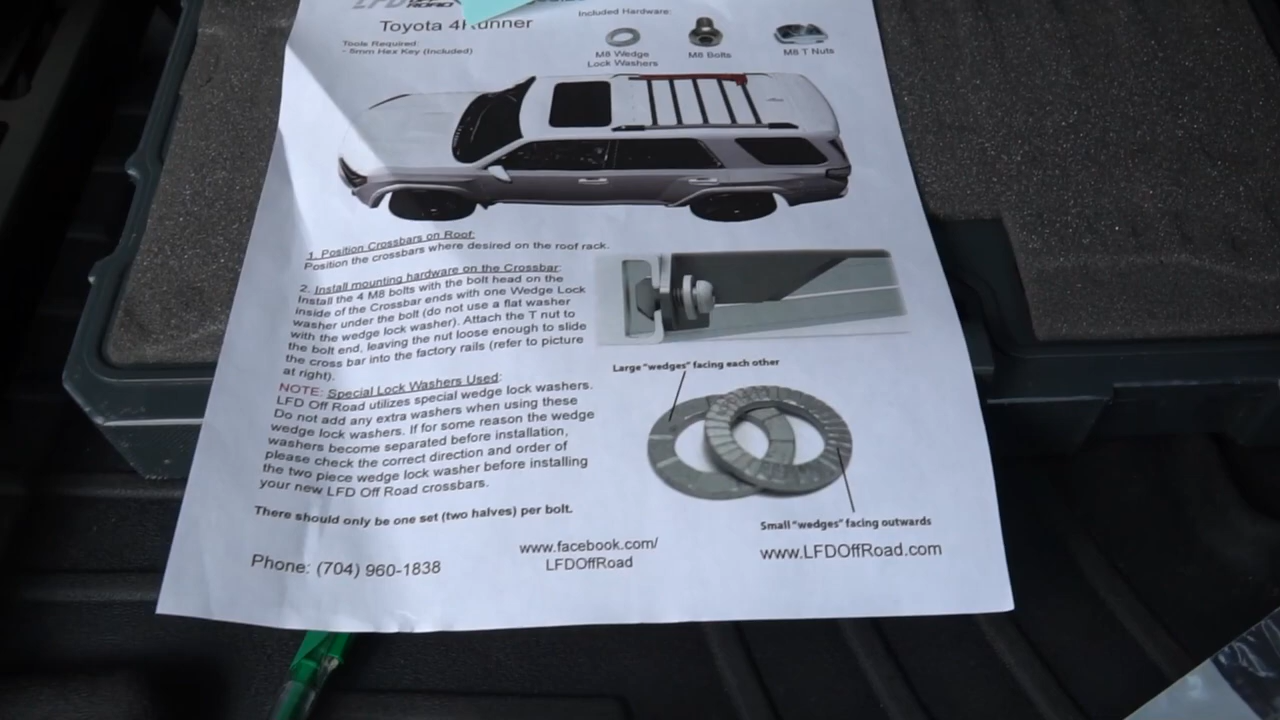 LFD OFF ROAD
Toyota 4Runner
Tools Required:
- 5mm Hex Key (Included)
Included Hardware:
M8 Wedge
Lock Washers
M8 Bolts
M8 T Nuts
1. Position Crossbars on Roof:
Position the crossbars where desired on the roof rack.
2. Install mounting hardware on the Crossbar:
Install the 4 M8 bolts with the bolt head on the
inside of the Crossbar ends with one Wedge Lock
washer under the bolt (do not use a flat washer
with the wedge lock washer). Attach the T nut to
the bolt end, leaving the nut loose enough to slide
the cross bar into the factory rails (refer to picture
at right).
NOTE: Special Lock Washers Used:
LFD Off Road utilizes special wedge lock washers.
Do not add any extra washers when using these
wedge lock washers. If for some reason the wedge
washers become separated before installation,
please check the correct direction and order of
the two piece wedge lock washer before installing
your new LFD Off Road crossbars.
There should only be one set (two halves) per bolt.
Large "wedges" facing each other
Small "wedges" facing outwards
Phone: (704) 960-1838
www.facebook.com/
LFDOffRoad
www.LFDOffRoad.com